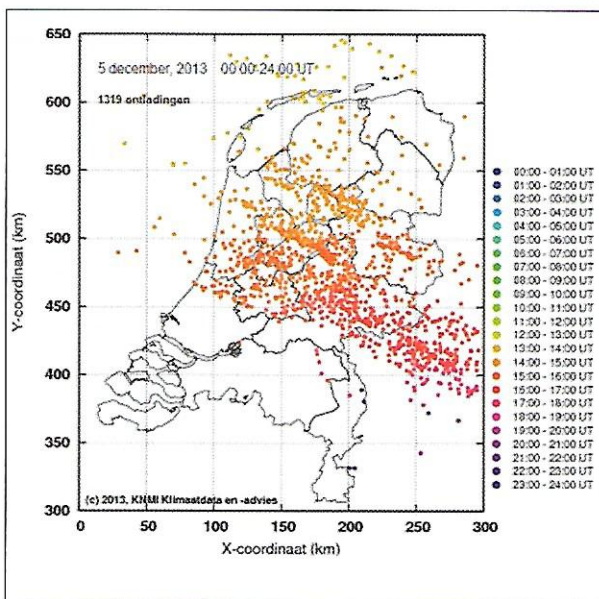 5 december, 2013 00:00-24:00 UT
1319 ontladingen
Y-coordinaat (km)
650
600
550
500
450
400
350
300
(c) 2013, KNMI Klimaatdata en -advies
0
50
100
150
200
250
300
X-coordinaat (km)
00:00 - 01:00 UT
01:00 - 02:00 UT
02:00 - 03:00 UT
03:00 - 04:00 UT
04:00 - 05:00 UT
05:00 - 06:00 UT
06:00 - 07:00 UT
07:00 - 08:00 UT
08:00 - 09:00 UT
09:00 - 10:00 UT
10:00 - 11:00 UT
11:00 - 12:00 UT
12:00 - 13:00 UT
13:00 - 14:00 UT
14:00 - 15:00 UT
15:00 - 16:00 UT
16:00 - 17:00 UT
17:00 - 18:00 UT
18:00 - 19:00 UT
19:00 - 20:00 UT
20:00 - 21:00 UT
21:00 - 22:00 UT
22:00 - 23:00 UT
23:00 - 24:00 UT